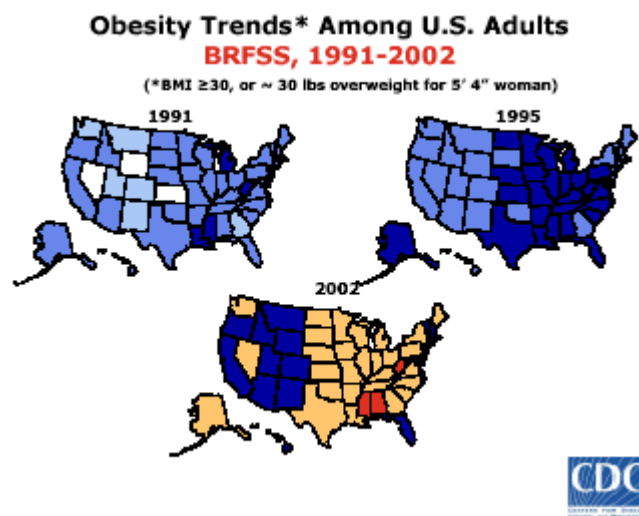 Obesity Trends* Among U.S. Adults
BRFSS, 1991-2002
(*BMI ≥30, or ~ 30 lbs overweight for 5' 4" woman)
1991
1995
2002
CDC